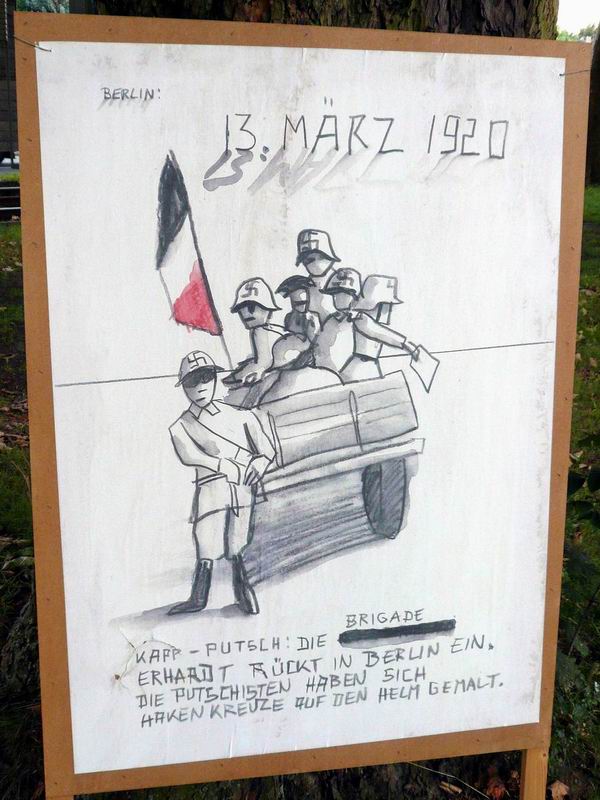 BERLIN:
13. MÄRZ 1920
BRIGADE
KAPP-PUTSCH: DIE
ERHARDT RÜCKT IN BERLIN EIN.
DIE PUTSCHISTEN HABEN SICH
HAKENKREUZE AUF DEN HELM GEMALT.